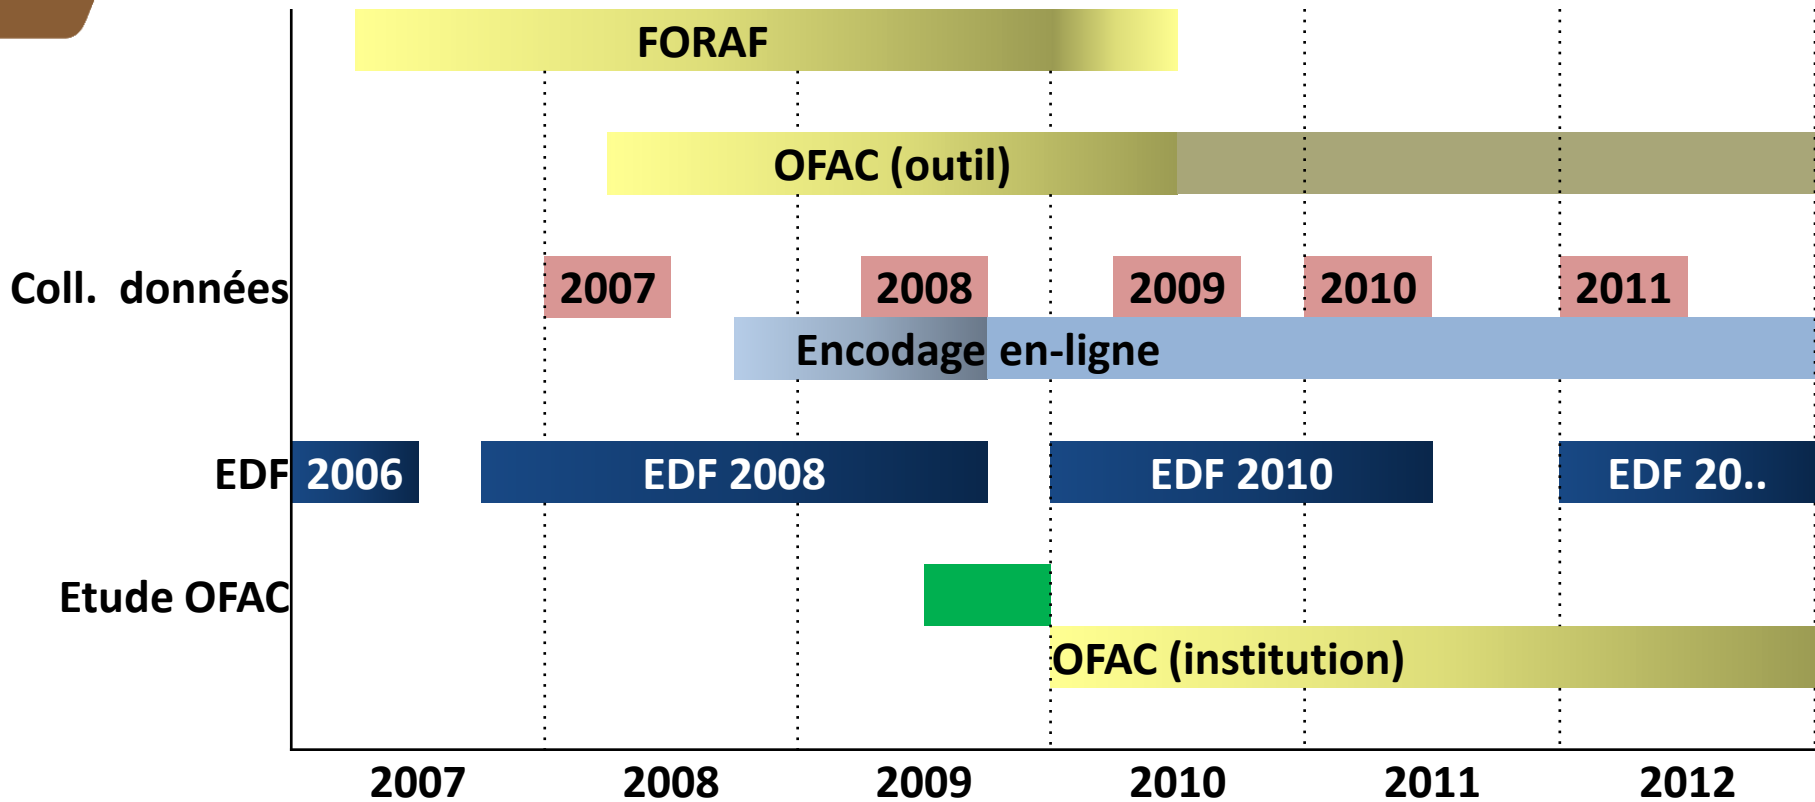 FORAF
OFAC (outil)
Coll. données 2007 2008 2009 2010 2011
Encodage en-ligne
EDF 2006 EDF 2008 EDF 2010 EDF 20..
Etude OFAC
OFAC (institution)
2007 2008 2009 2010 2011 2012